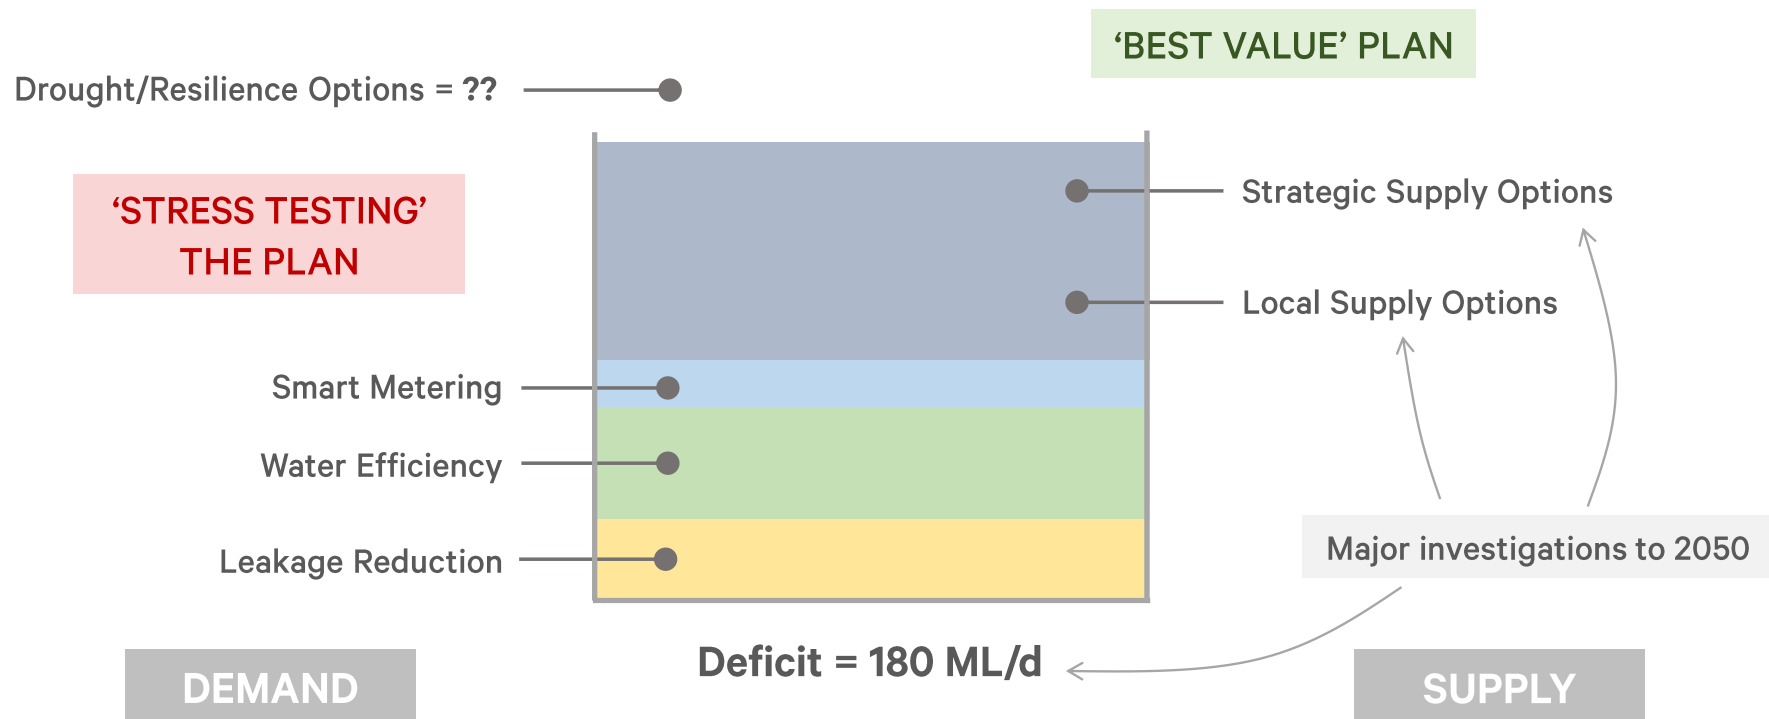 ‘BEST VALUE’ PLAN
Drought/Resilience Options = ??
‘STRESS TESTING’
THE PLAN
Strategic Supply Options
Local Supply Options
Smart Metering
Water Efficiency
Leakage Reduction
Major investigations to 2050
Deficit = 180 ML/d
DEMAND
SUPPLY